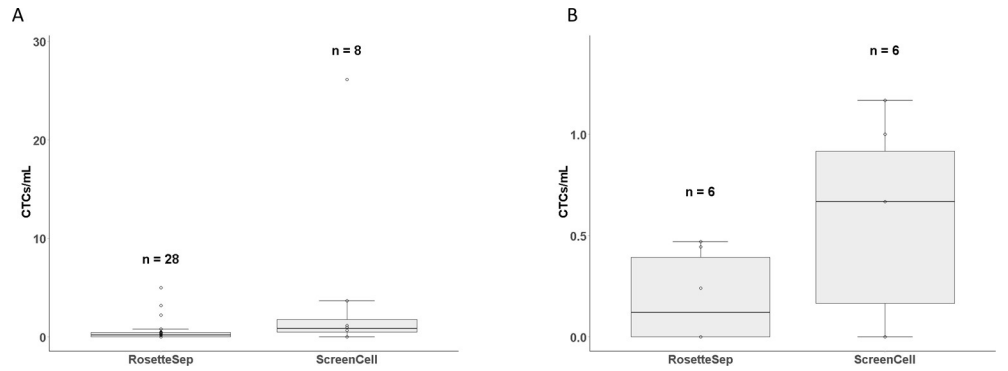 A
30
20
10
0
CTCs/mL
n = 28
n = 8
RosetteSep
ScreenCell
B
1.0
0.5
0.0
CTCs/mL
n = 6
n = 6
RosetteSep
ScreenCell